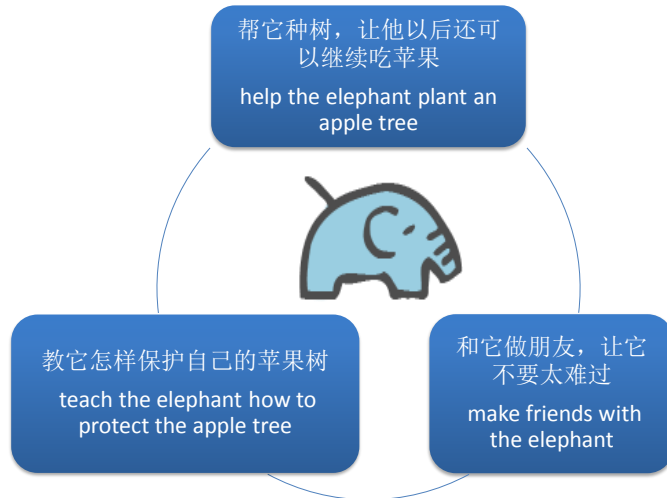 帮它种树，让他以后还可
以继续吃苹果
help the elephant plant an
apple tree
教它怎样保护自己的苹果树
teach the elephant how to
protect the apple tree
和它做朋友，让它
不要太难过
make friends with
the elephant